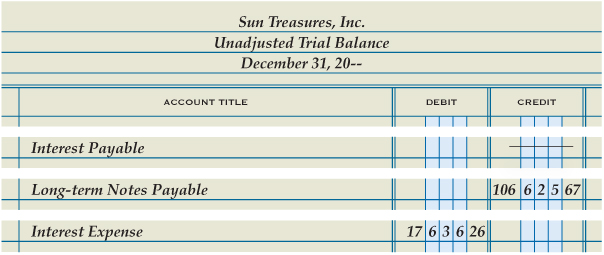 Sun Treasures, Inc.
Unadjusted Trial Balance
December 31, 20--
ACCOUNT TITLE DEBIT CREDIT
Interest Payable
Long-term Notes Payable 106 6 2 5 67
Interest Expense 17 6 3 6 26